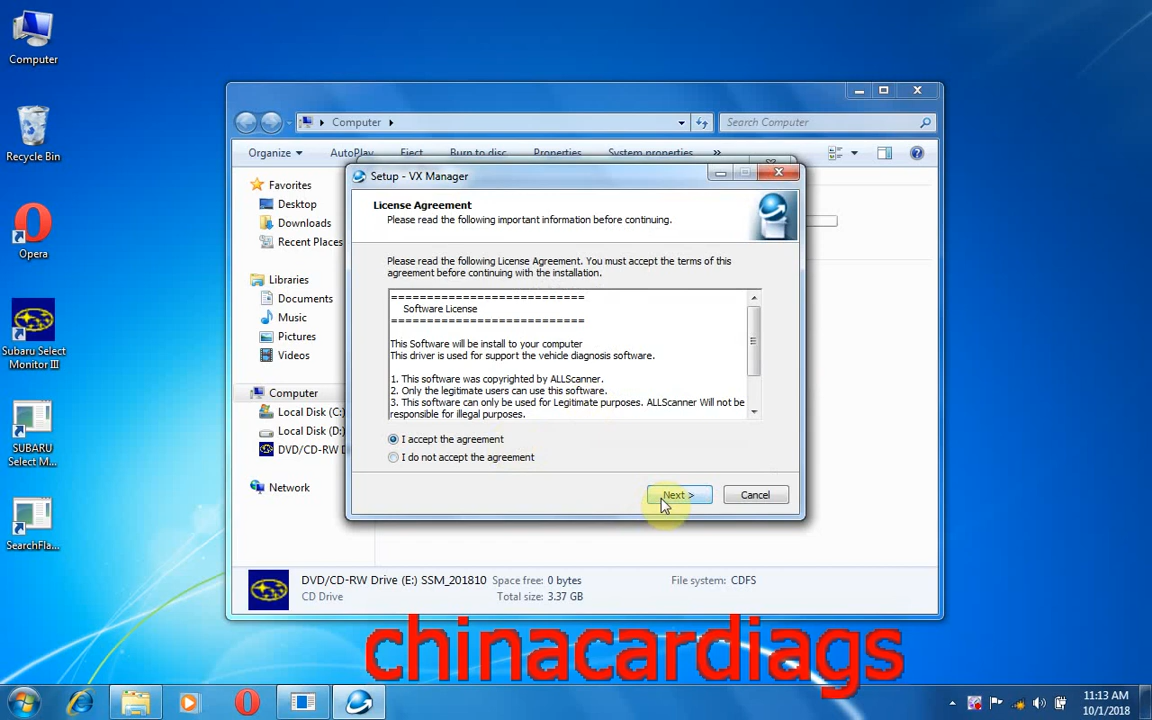 Computer
Recycle Bin
Opera
Subaru Select
Monitor III
SUBARU
Select M...
SearchFla...
Computer
Search Computer
Organize
AutoPlay
Eject
Burn to disc
Properties
System properties
»
Favorites
Desktop
Downloads
Recent Places
Libraries
Documents
Music
Pictures
Videos
Computer
Local Disk (C:)
Local Disk (D:)
DVD/CD-RW D
Network
Setup - VX Manager
License Agreement
Please read the following important information before continuing.
Please read the following License Agreement. You must accept the terms of this
agreement before continuing with the installation.
===========================
Software License
===========================
This Software will be install to your computer
This driver is used for support the vehicle diagnosis software.
1. This software was copyrighted by ALLScanner.
2. Only the legitimate users can use this software.
3. This software can only be used for Legitimate purposes. ALLScanner Will not be
responsible for illegal purposes.
I accept the agreement
I do not accept the agreement
Next >
Cancel
DVD/CD-RW Drive (E:) SSM_201810 Space free: 0 bytes File system: CDFS
CD Drive Total size: 3.37 GB
chinacardiags
11:13 AM
10/1/2018